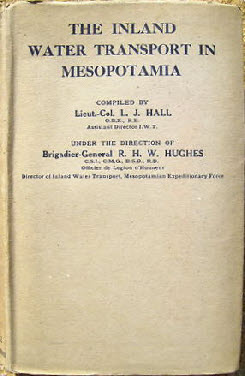 THE INLAND
WATER TRANSPORT IN
MESOPOTAMIA
COMPILED BY
Lieut.-Col. L. J. HALL
O.B.E., R.E.
Assistant Director I.W.T.
UNDER THE DIRECTION OF
Brigadier-General R. H. W. HUGHES
C.S.I., C.M.G., D.S.O., R.D.
Officier de Legion d'Honneur
Director of Inland Water Transport, Mesopotamian Expeditionary Force